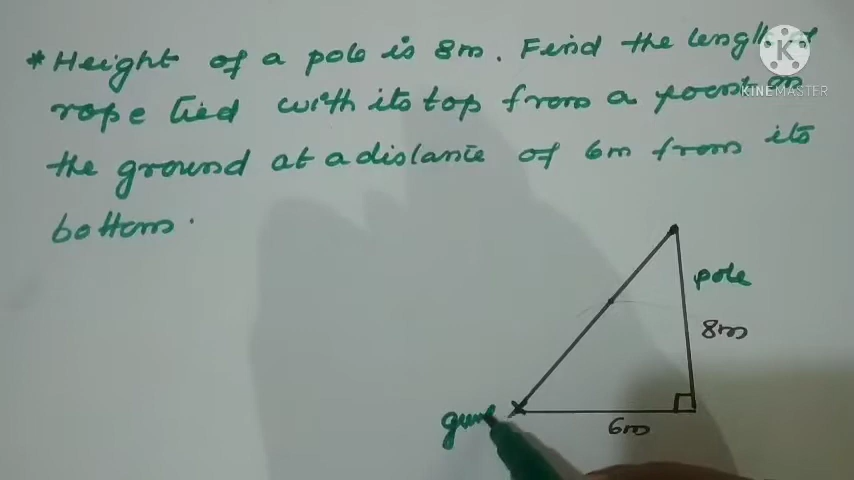 * Height of a pole is 8m. Find the length of
rope tied with its top from a point on
the ground at a distance of 6m from its
bottom.
pole
8m
6m
KINEMASTER